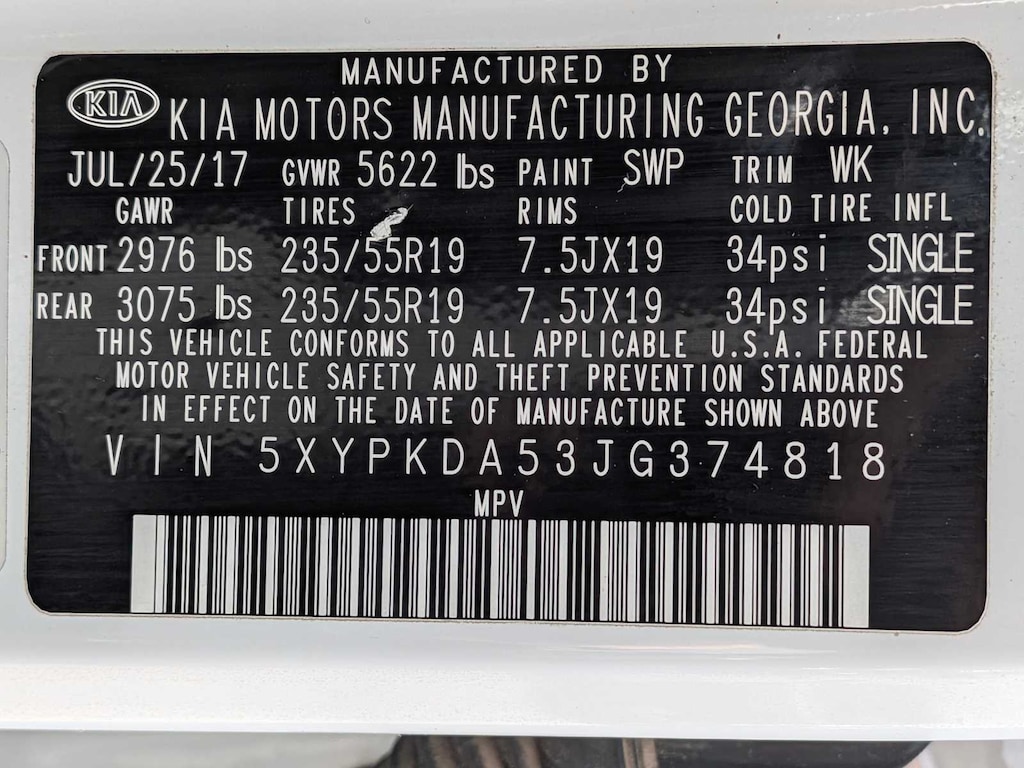 MANUFACTURED BY
KIA KIA MOTORS MANUFACTURING GEORGIA, INC.
JUL/25/17 GVWR 5622 lbs PAINT SWP TRIM WK
GAWR TIRES RIMS COLD TIRE INFL
FRONT 2976 lbs 235/55R19 7.5JX19 34psi SINGLE
REAR 3075 lbs 235/55R19 7.5JX19 34psi SINGLE
THIS VEHICLE CONFORMS TO ALL APPLICABLE U.S.A. FEDERAL
MOTOR VEHICLE SAFETY AND THEFT PREVENTION STANDARDS
IN EFFECT ON THE DATE OF MANUFACTURE SHOWN ABOVE
VIN 5XYPKDA53JG374818
MPV